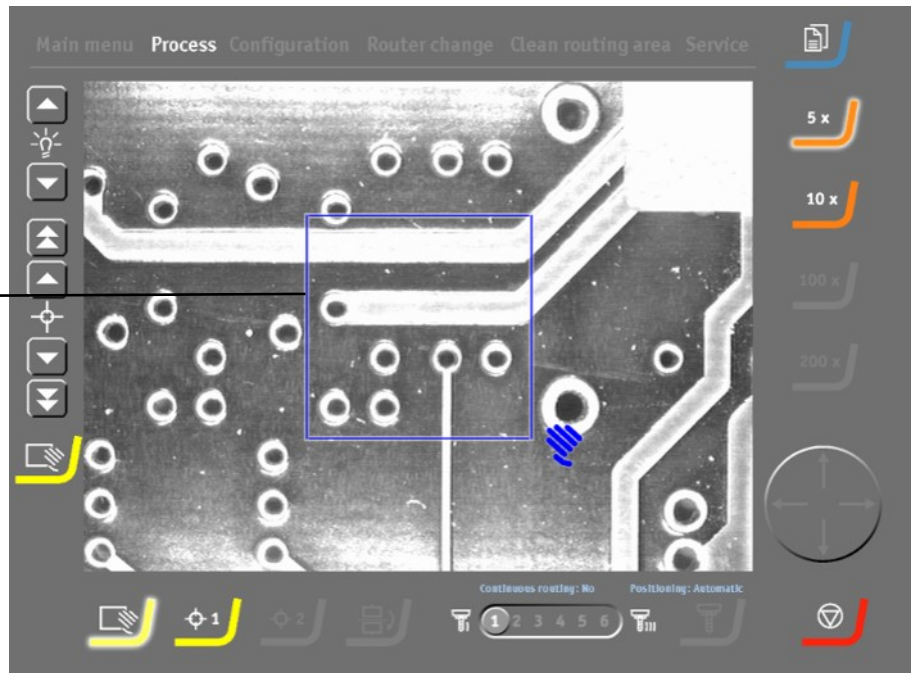 Main menu Process Configuration Router change Clean routing area Service
5 x
10 x
100 x
200 x
Continuous routing: No Positioning: Automatic
1 2 1 2 3 4 5 6